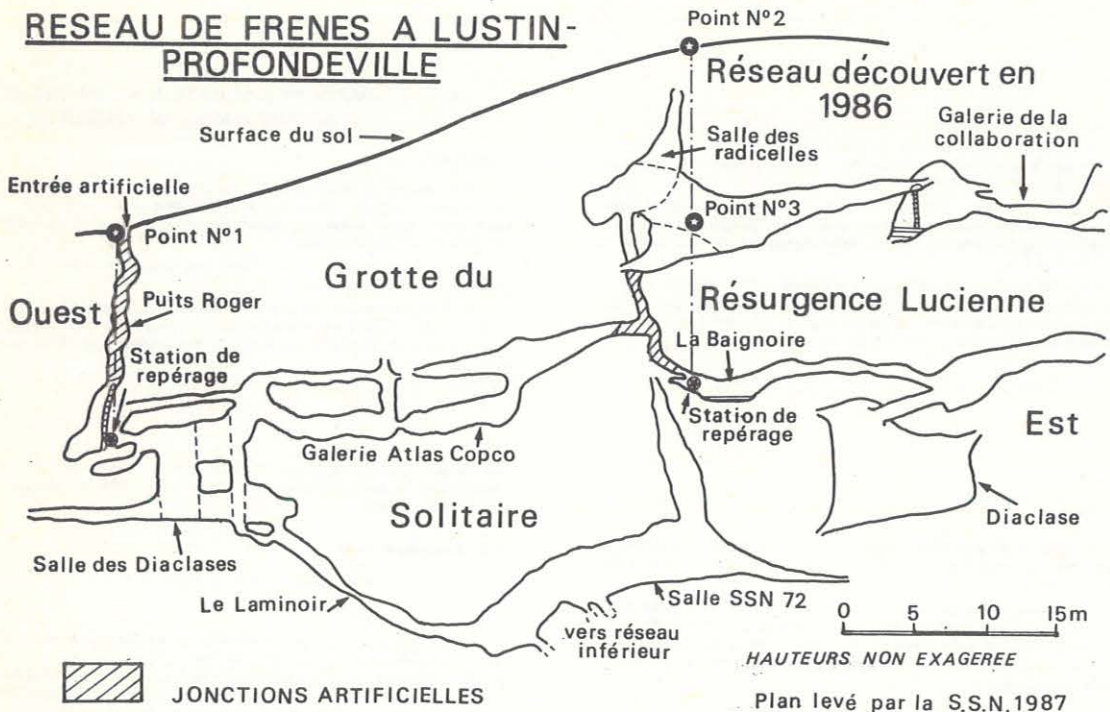 RESEAU DE FRENES A LUSTIN-
PROFONDEVILLE
Point Nº2
Réseau découvert en
1986
Surface du sol
Salle des
radicelles
Galerie de la
collaboration
Entrée artificielle
Point Nº1
Point Nº3
Grotte du
Ouest
Puits Roger
Résurgence Lucienne
La Baignoire
Station de
repérage
Station de
repérage
Est
Galerie Atlas Copco
Solitaire
Diaclase
Salle des Diaclases
Le Laminoir
Salle SSN 72
vers réseau
inférieur
0 5 10 15m
HAUTEURS NON EXAGEREE
JONCTIONS ARTIFICIELLES
Plan levé par la S.S.N.1987